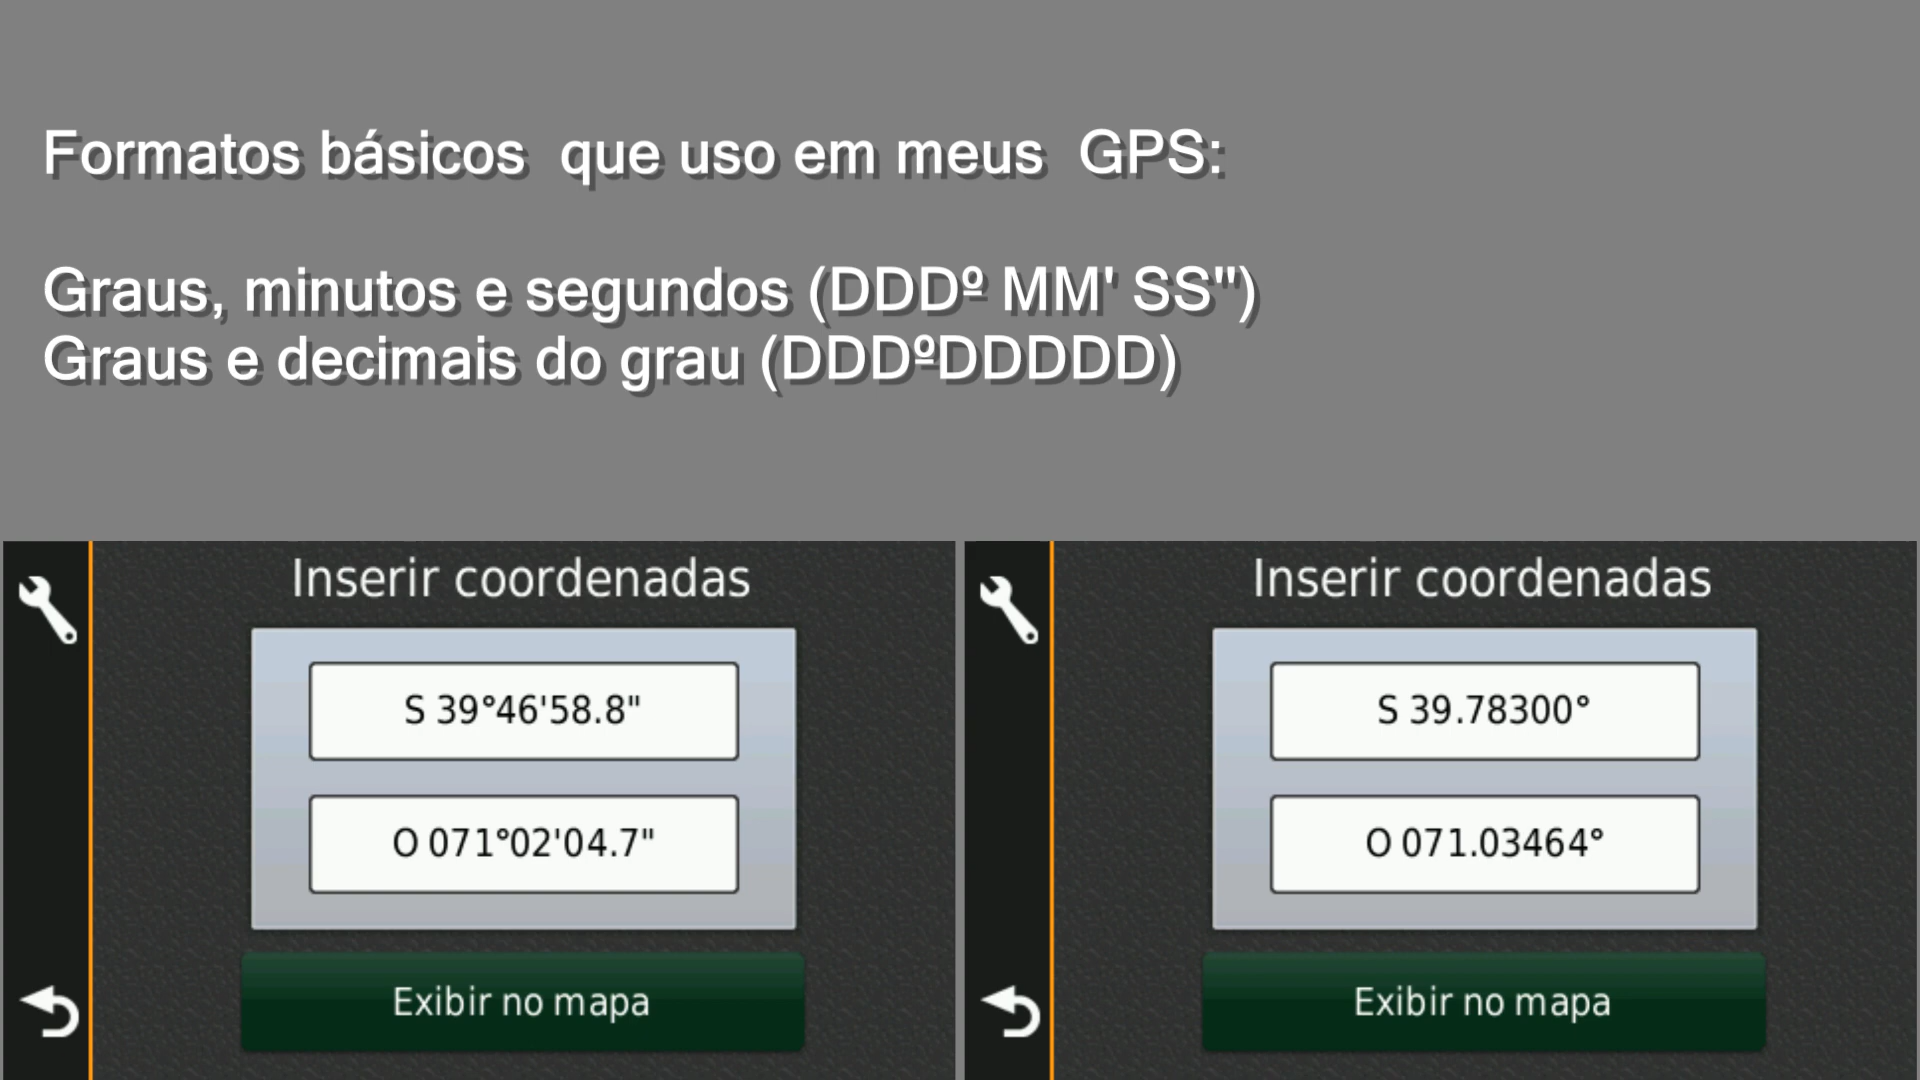 Formatos básicos  que uso em meus  GPS:
Graus, minutos e segundos (DDDº MM' SS")
Graus e decimais do grau (DDDºDDDDD)
Inserir coordenadas
S 39°46'58.8"
O 071°02'04.7"
Exibir no mapa
Inserir coordenadas
S 39.78300°
O 071.03464°
Exibir no mapa